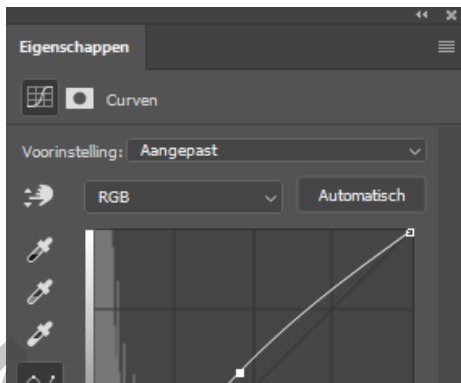 Eigenschappen
Curven
Voorinstelling: Aangepast
RGB Automatisch